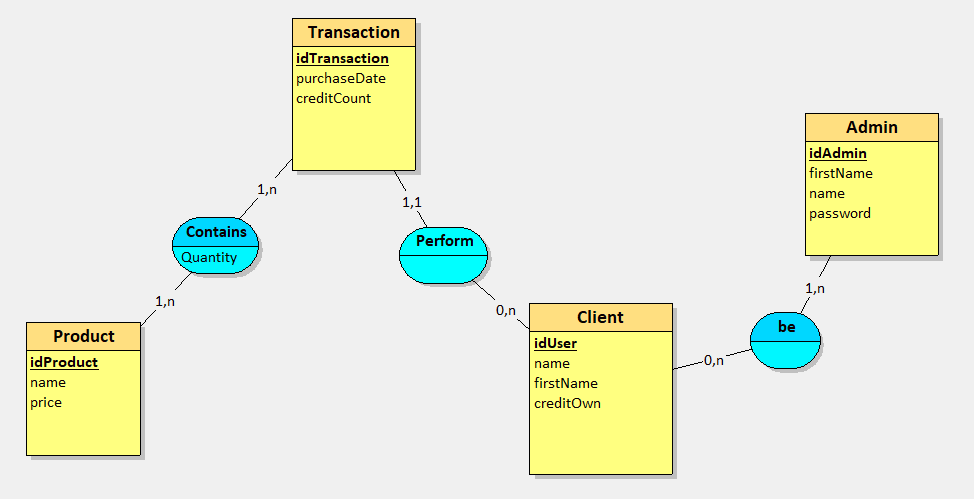 Transaction
idTransaction
purchaseDate
creditCount
Admin
idAdmin
firstName
name
password
1,n
1,1
Contains
Quantity
Perform
1,n
0,n
1,n
be
0,n
Product
idProduct
name
price
Client
idUser
name
firstName
creditOwn